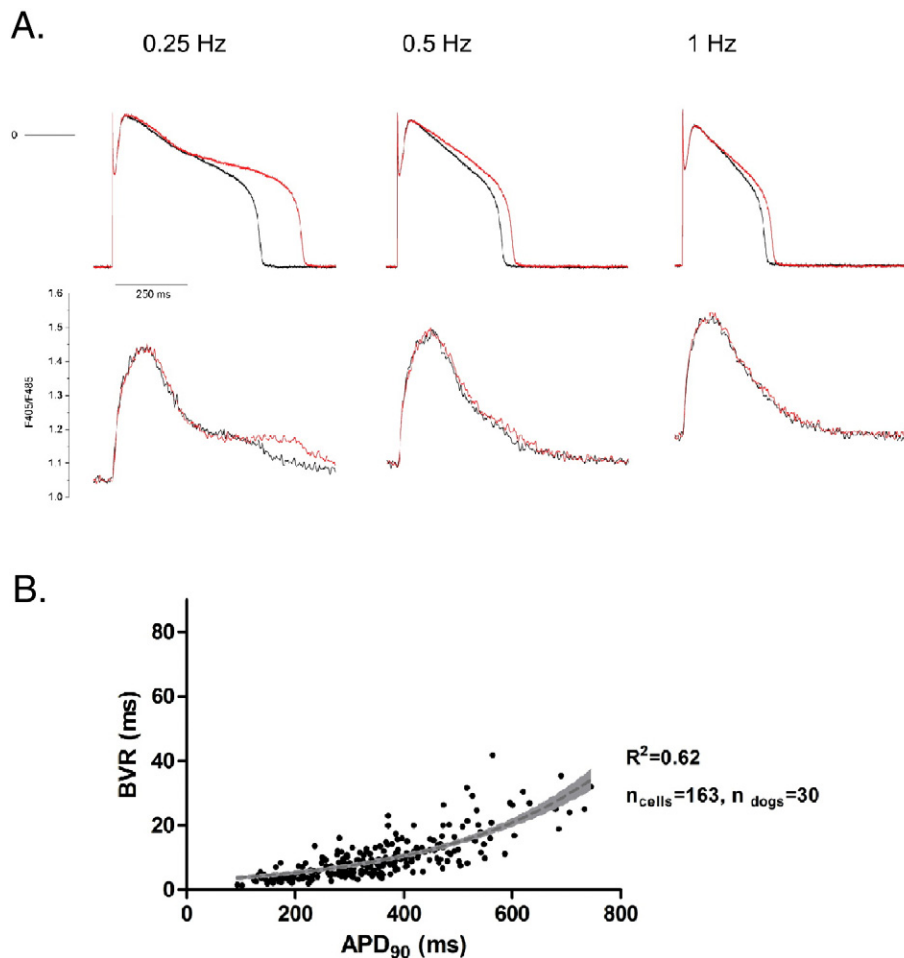 A.
0.25 Hz 0.5 Hz 1 Hz
0
250 ms
1.6
1.5
1.4
1.3
1.2
1.1
1.0
F405/F485
B.
80
60
40
20
0
BVR (ms)
0 200 400 600 800
APD90 (ms)
R²=0.62
n cells=163, n dogs=30